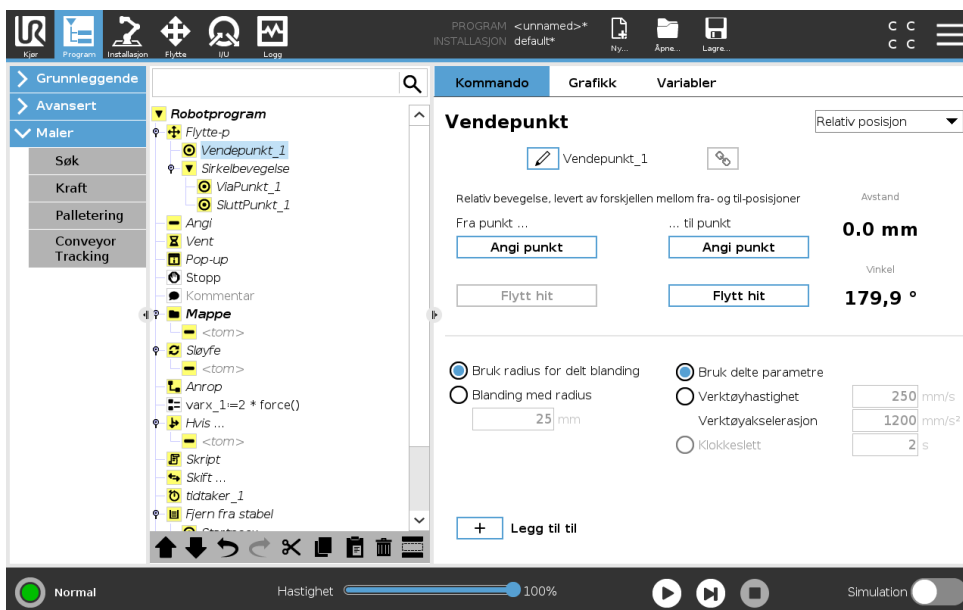 PROGRAM <unnamed>*
INSTALLASJON default*
Kjør
Program
Installasjon
Flytte
I/U
Logg
Ny...
Åpne...
Lagre...
C C
C C
Grunnleggende
Avansert
Maler
Søk
Kraft
Palletering
Conveyor
Tracking
Robotprogram
Flytte-p
Vendepunkt_1
Sirkelbevegelse
ViaPunkt_1
SluttPunkt_1
Angi
Vent
Pop-up
Stopp
Kommentar
Mappe
<tom>
Sløyfe
<tom>
Anrop
varx_1≔2 * force()
Hvis ...
<tom>
Skript
Skift ...
tidtaker_1
Fjern fra stabel
Kommando Grafikk Variabler
Vendepunkt
Relativ posisjon
Vendepunkt_1
Relativ bevegelse, levert av forskjellen mellom fra- og til-posisjoner
Avstand
Fra punkt ... ... til punkt
0.0 mm
Angi punkt Angi punkt
Vinkel
Flytt hit Flytt hit
179,9 °
Bruk radius for delt blanding
Blanding med radius
25 mm
Bruk delte parametre
Verktøyhastighet 250 mm/s
Verktøyakselerasjon 1200 mm/s²
Klokkeslett 2 s
+ Legg til til
Normal
Hastighet 100%
Simulation